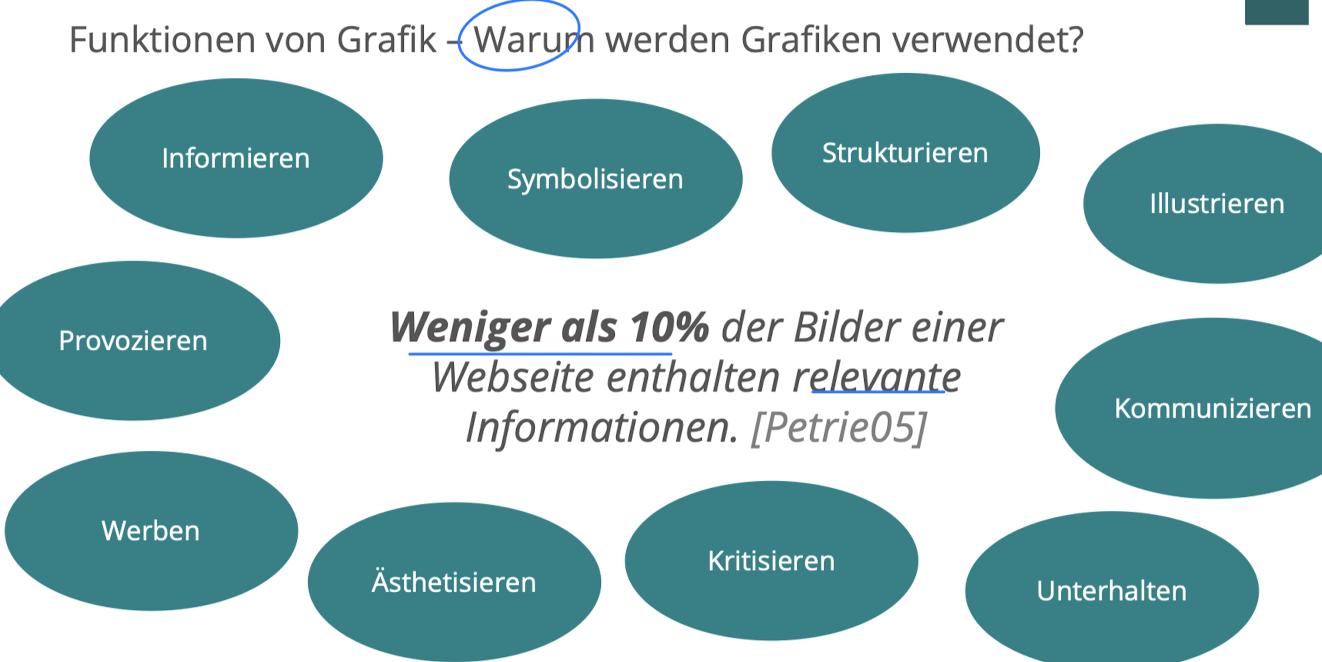 Funktionen von Grafik – Warum werden Grafiken verwendet?
Informieren
Symbolisieren
Strukturieren
Illustrieren
Provozieren
Weniger als 10% der Bilder einer
Webseite enthalten relevante
Informationen. [Petrie05]
Kommunizieren
Werben
Ästhetisieren
Kritisieren
Unterhalten